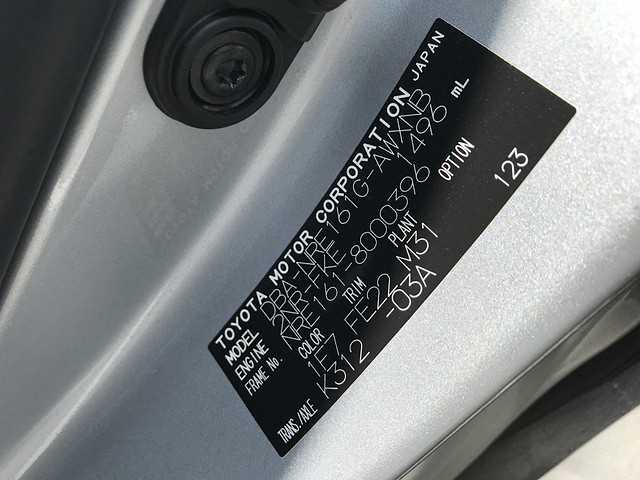 TOYOTA MOTOR CORPORATION JAPAN
MODEL DBA-NRE161G-AWXNB
ENGINE 2NR-FKE 1496 mL
FRAME No. NRE161-8000396
COLOR TRIM PLANT OPTION
1F7 FE22 M31 123
TRANS./AXLE K312 -03A